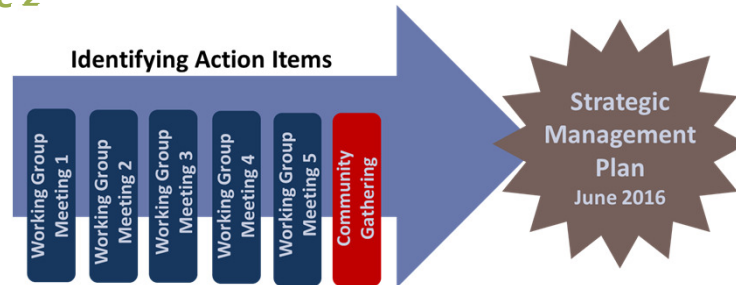 Identifying Action Items
Working Group
Meeting 1
Working Group
Meeting 2
Working Group
Meeting 3
Working Group
Meeting 4
Working Group
Meeting 5
Community
Gathering
Strategic
Management
Plan
June 2016